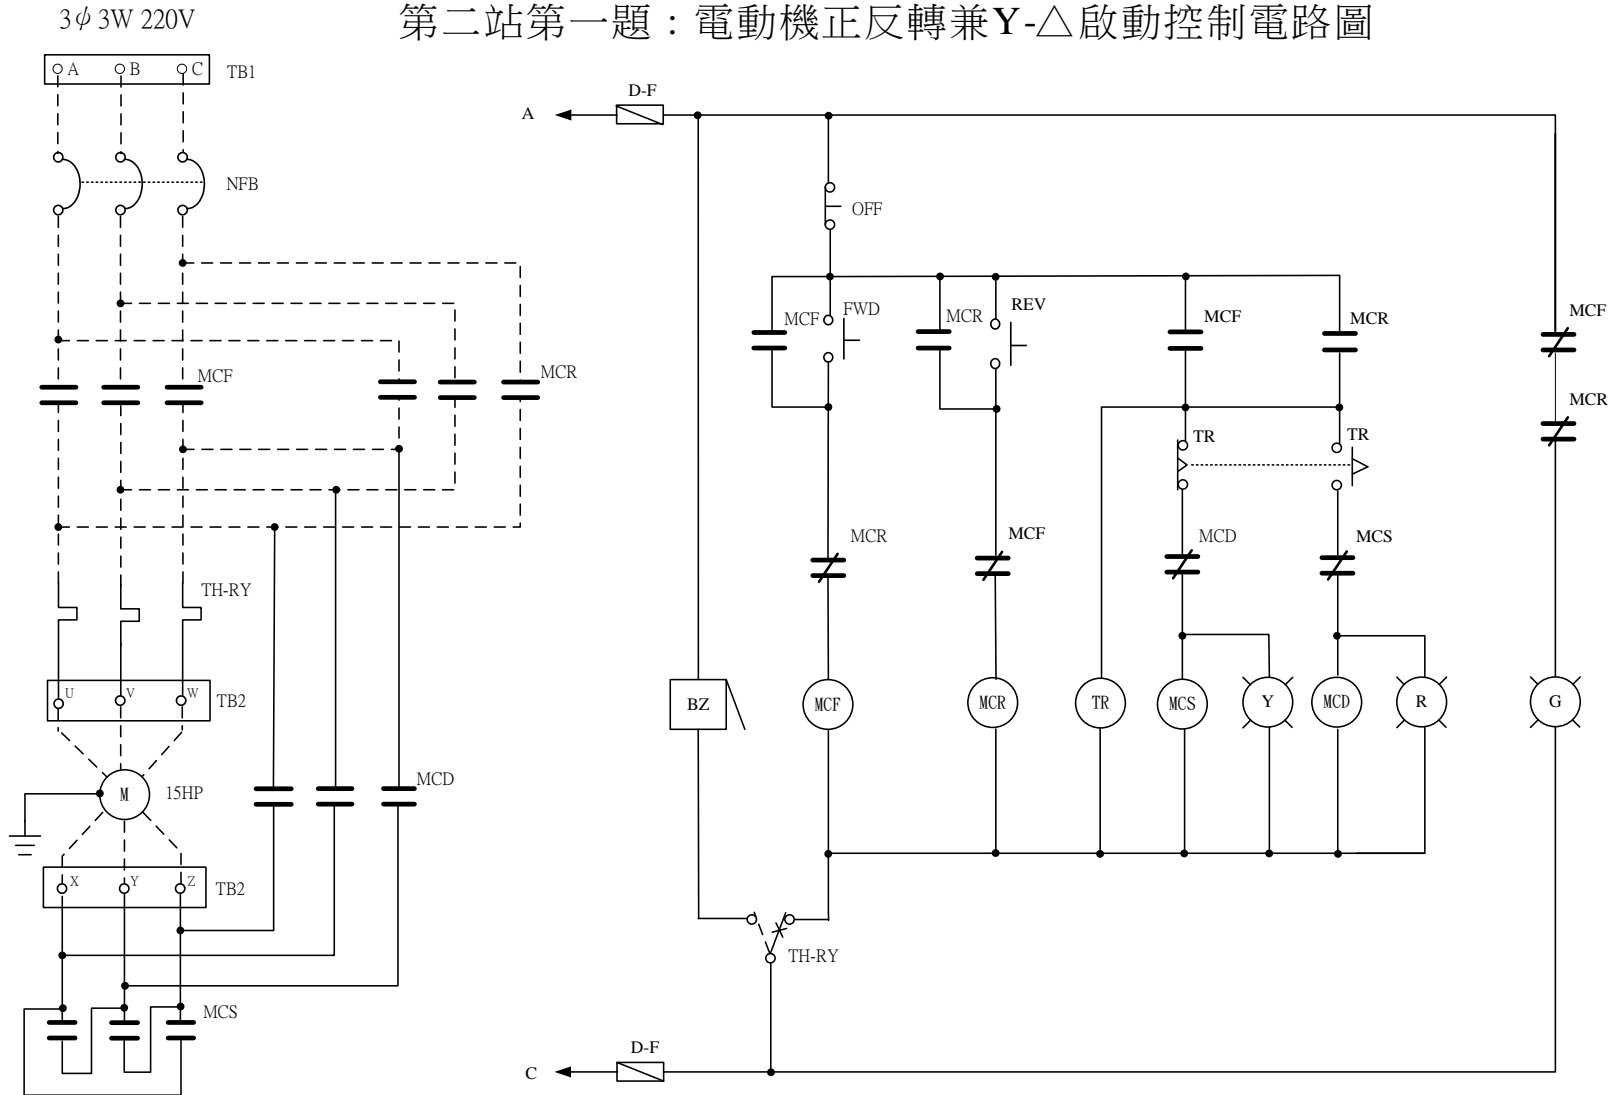 3φ 3W 220V
第二站第一題：電動機正反轉兼Y-△啟動控制電路圖
A B C TB1
NFB
MCF
MCR
TH-RY
U V W TB2
M 15HP
MCD
X Y Z TB2
MCS
A D-F
OFF
MCF FWD MCR REV MCF MCR MCF
MCR
TR TR
MCR MCF MCD MCS
BZ MCF MCR TR MCS Y MCD R G
TH-RY
C D-F